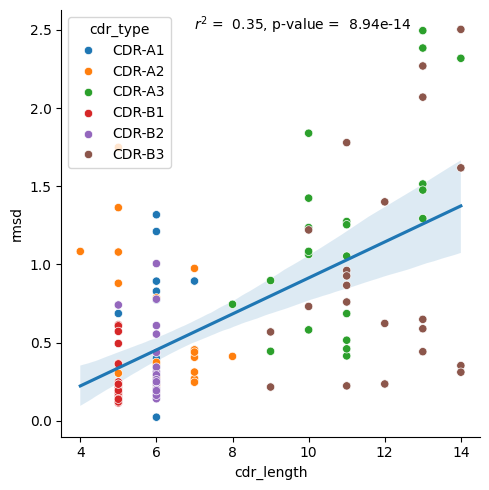 cdr_type
CDR-A1
CDR-A2
CDR-A3
CDR-B1
CDR-B2
CDR-B3
r² = 0.35, p-value = 8.94e-14
2.5
2.0
1.5
1.0
0.5
0.0
rmsd
4 6 8 10 12 14
cdr_length